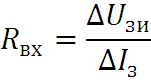 R_ВХ = ΔU_ЗИ / ΔI_З